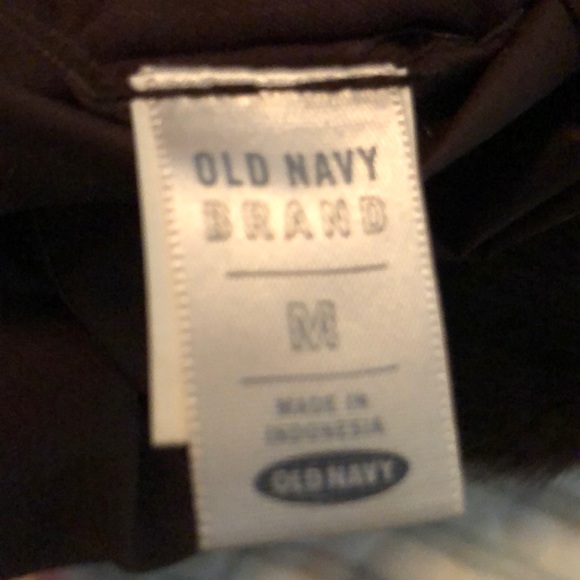 OLD NAVY
BRAND
M
MADE IN
INDONESIA
OLD NAVY